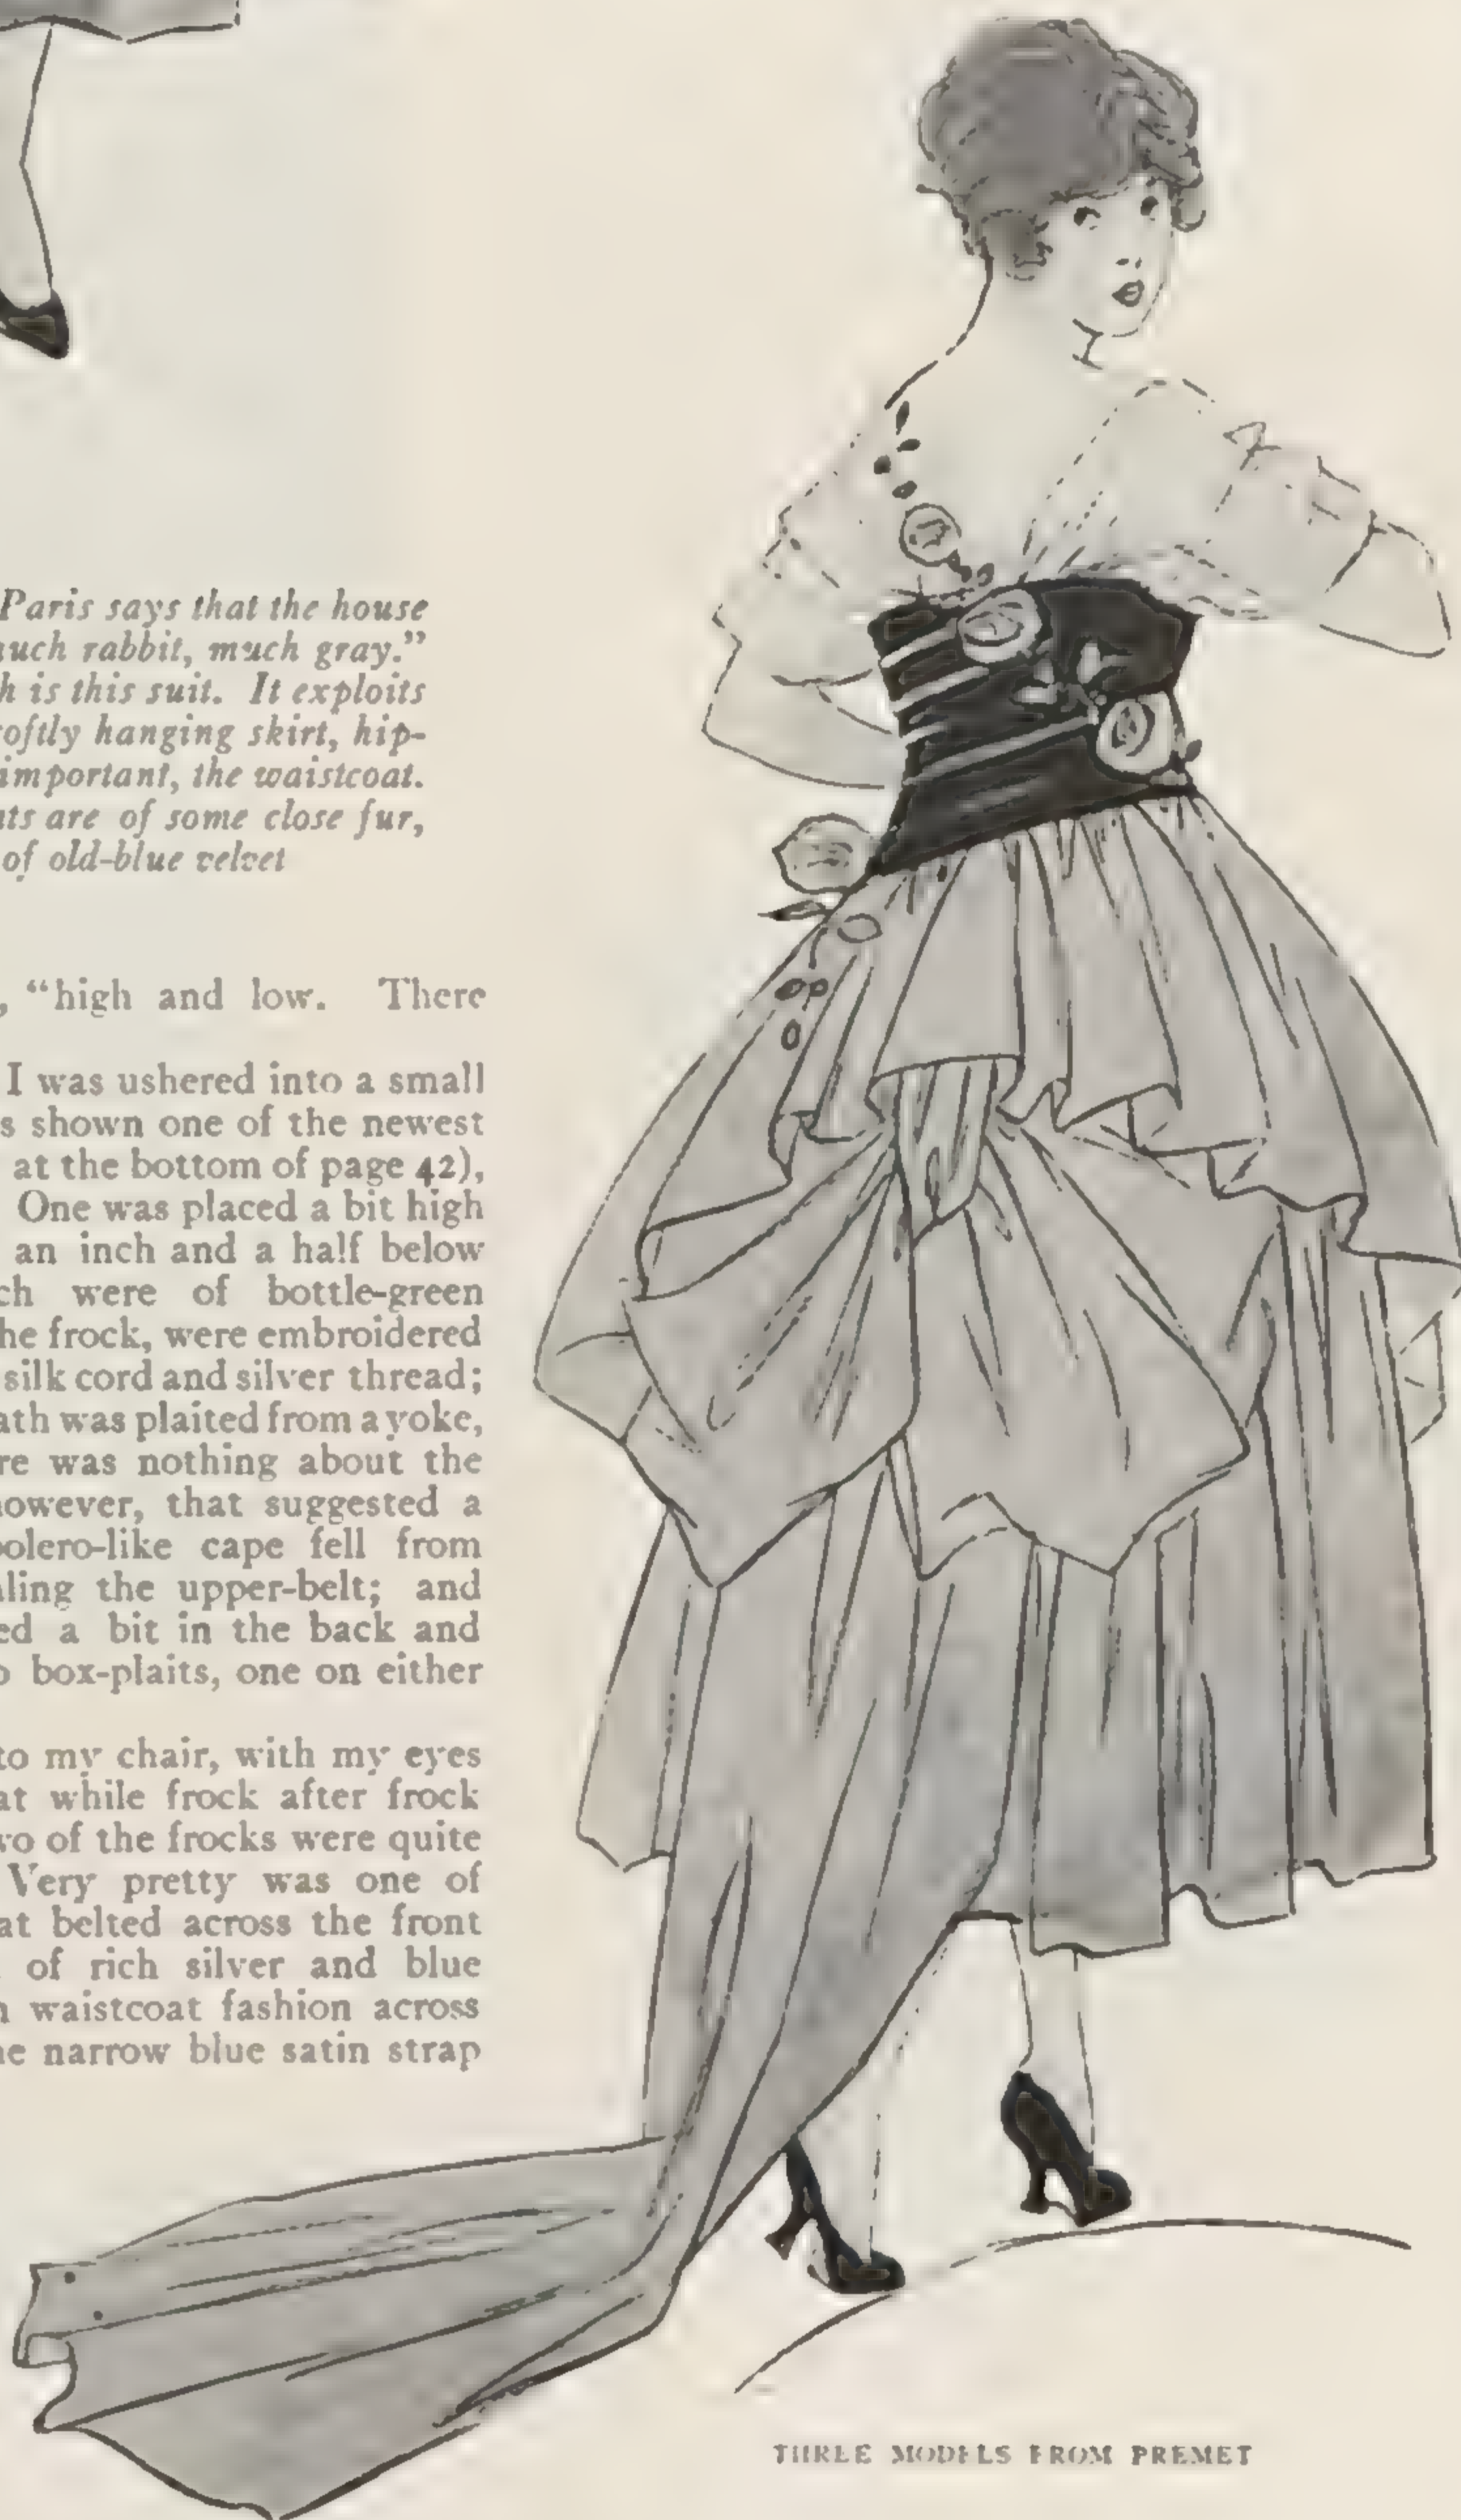 Paris says that the house
much rabbit, much gray.”
h is this suit. It exploits
softly hanging skirt, hip-
important, the waistcoat.
ts are of some close fur,
of old-blue velvet
, “high and low. There
I was ushered into a small
s shown one of the newest
at the bottom of page 42),
One was placed a bit high
an inch and a half below
ch were of bottle-green
he frock, were embroidered
silk cord and silver thread;
ath was plaited from a yoke,
re was nothing about the
however, that suggested a
bolero-like cape fell from
ling the upper-belt; and
ed a bit in the back and
o box-plaits, one on either
to my chair, with my eyes
at while frock after frock
wo of the frocks were quite
Very pretty was one of
at belted across the front
of rich silver and blue
n waistcoat fashion across
ne narrow blue satin strap
THREE MODELS FROM PREMET